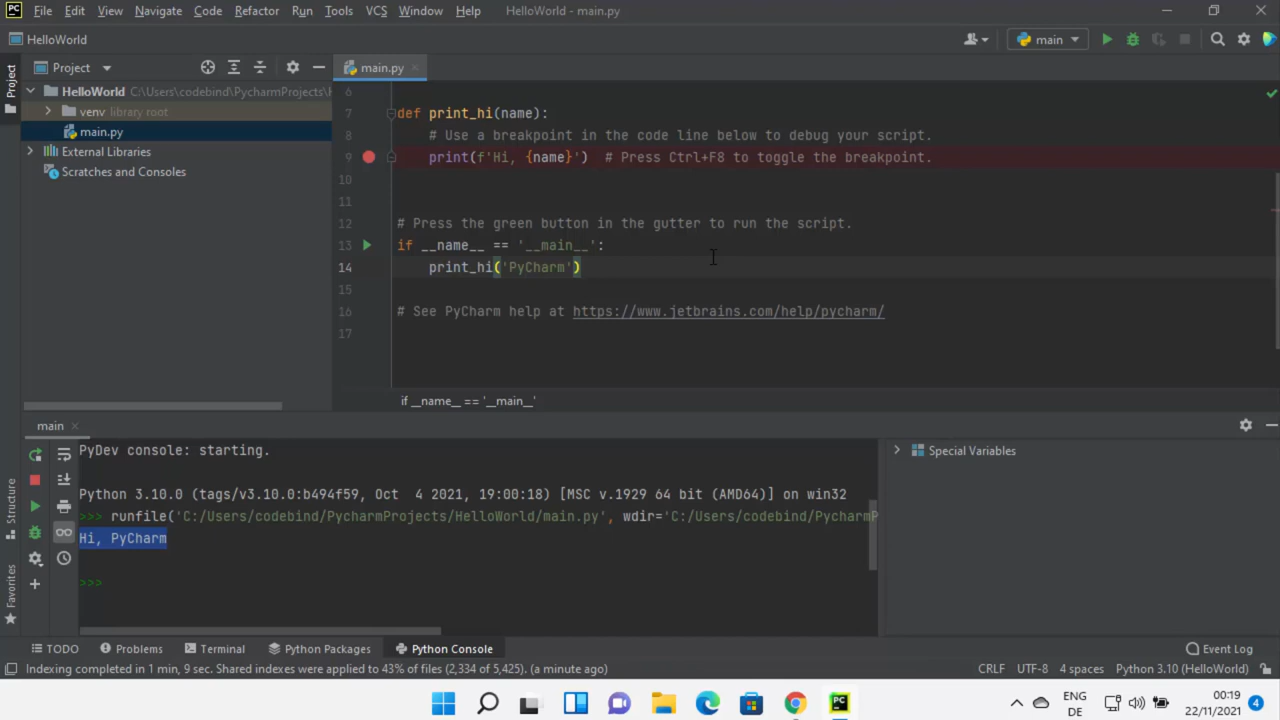 PC File Edit View Navigate Code Refactor Run Tools VCS Window Help HelloWorld - main.py
HelloWorld
main
Project
Project
main.py
HelloWorld C:\Users\codebind\PycharmProjects\H
venv library root
main.py
External Libraries
Scratches and Consoles
6
7 def print_hi(name):
8 # Use a breakpoint in the code line below to debug your script.
9 print(f'Hi, {name}') # Press Ctrl+F8 to toggle the breakpoint.
10
11
12 # Press the green button in the gutter to run the script.
13 if __name__ == '__main__':
14 print_hi('PyCharm')
15
16 # See PyCharm help at https://www.jetbrains.com/help/pycharm/
17
if __name__ == '__main__'
main
PyDev console: starting.
Python 3.10.0 (tags/v3.10.0:b494f59, Oct  4 2021, 19:00:18) [MSC v.1929 64 bit (AMD64)] on win32
>>> runfile('C:/Users/codebind/PycharmProjects/HelloWorld/main.py', wdir='C:/Users/codebind/PycharmP
Hi, PyCharm
>>>
Special Variables
Structure
Favorites
TODO Problems Terminal Python Packages Python Console Event Log
Indexing completed in 1 min, 9 sec. Shared indexes were applied to 43% of files (2,334 of 5,425). (a minute ago) CRLF UTF-8 4 spaces Python 3.10 (HelloWorld)
PC
ENG
DE
00:19
22/11/2021
4